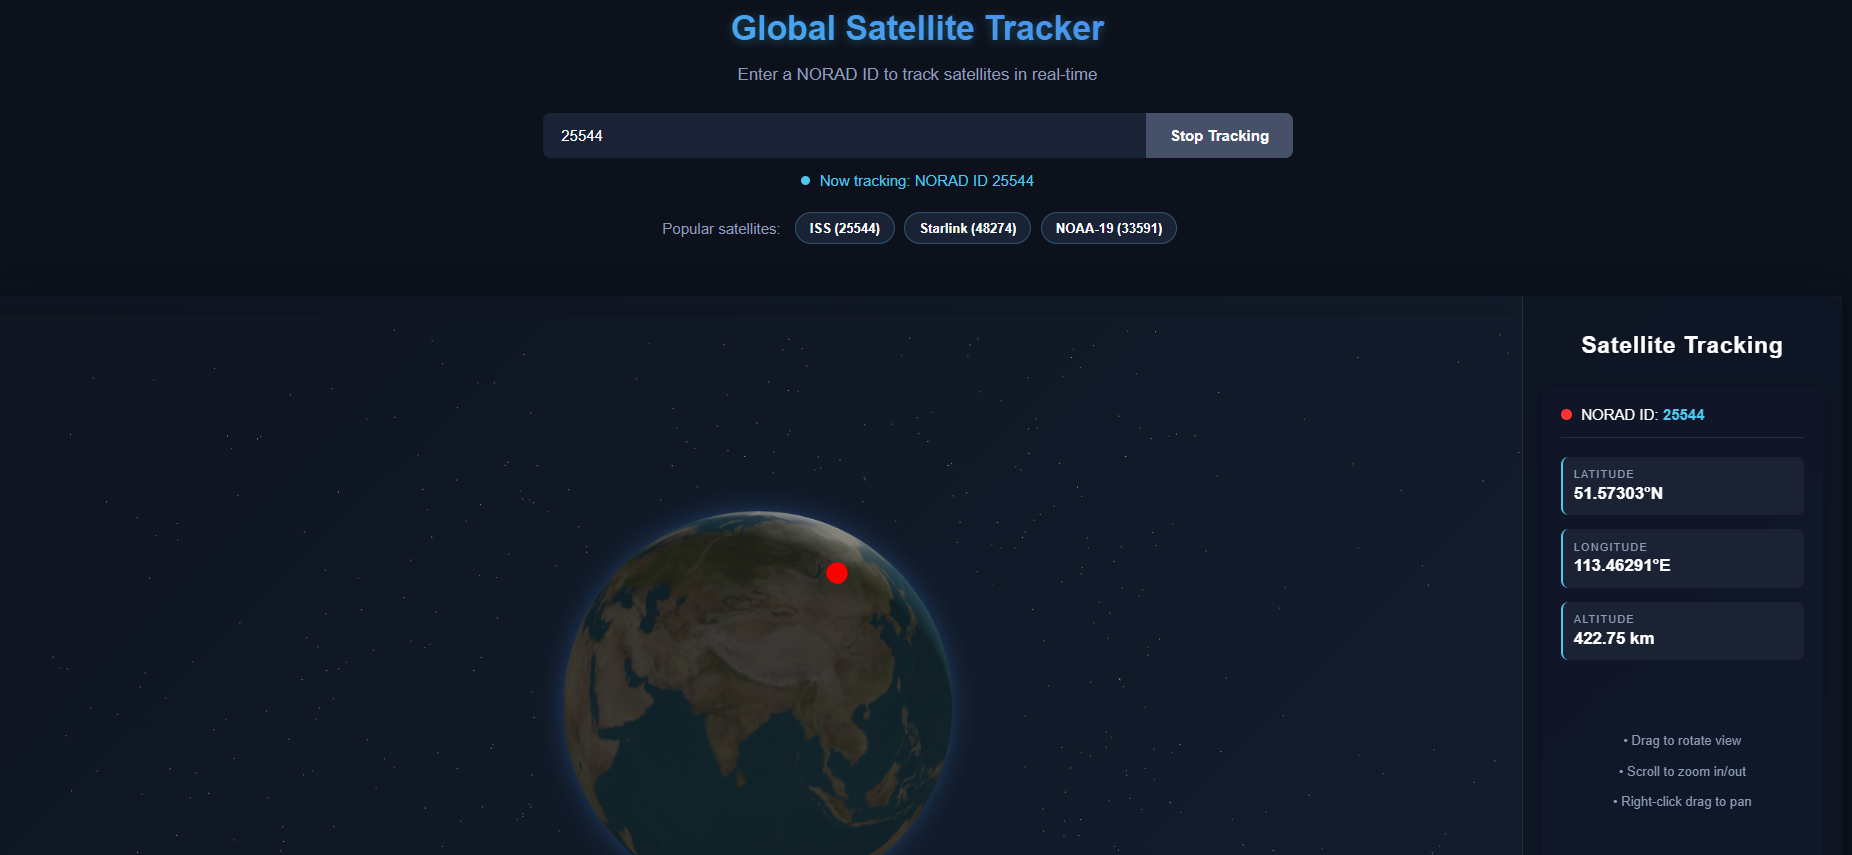 Global Satellite Tracker
Enter a NORAD ID to track satellites in real-time
25544
Stop Tracking
Now tracking: NORAD ID 25544
Popular satellites:
ISS (25544)
Starlink (48274)
NOAA-19 (33591)
Satellite Tracking
NORAD ID: 25544
LATITUDE
51.57303°N
LONGITUDE
113.46291°E
ALTITUDE
422.75 km
• Drag to rotate view
• Scroll to zoom in/out
• Right-click drag to pan